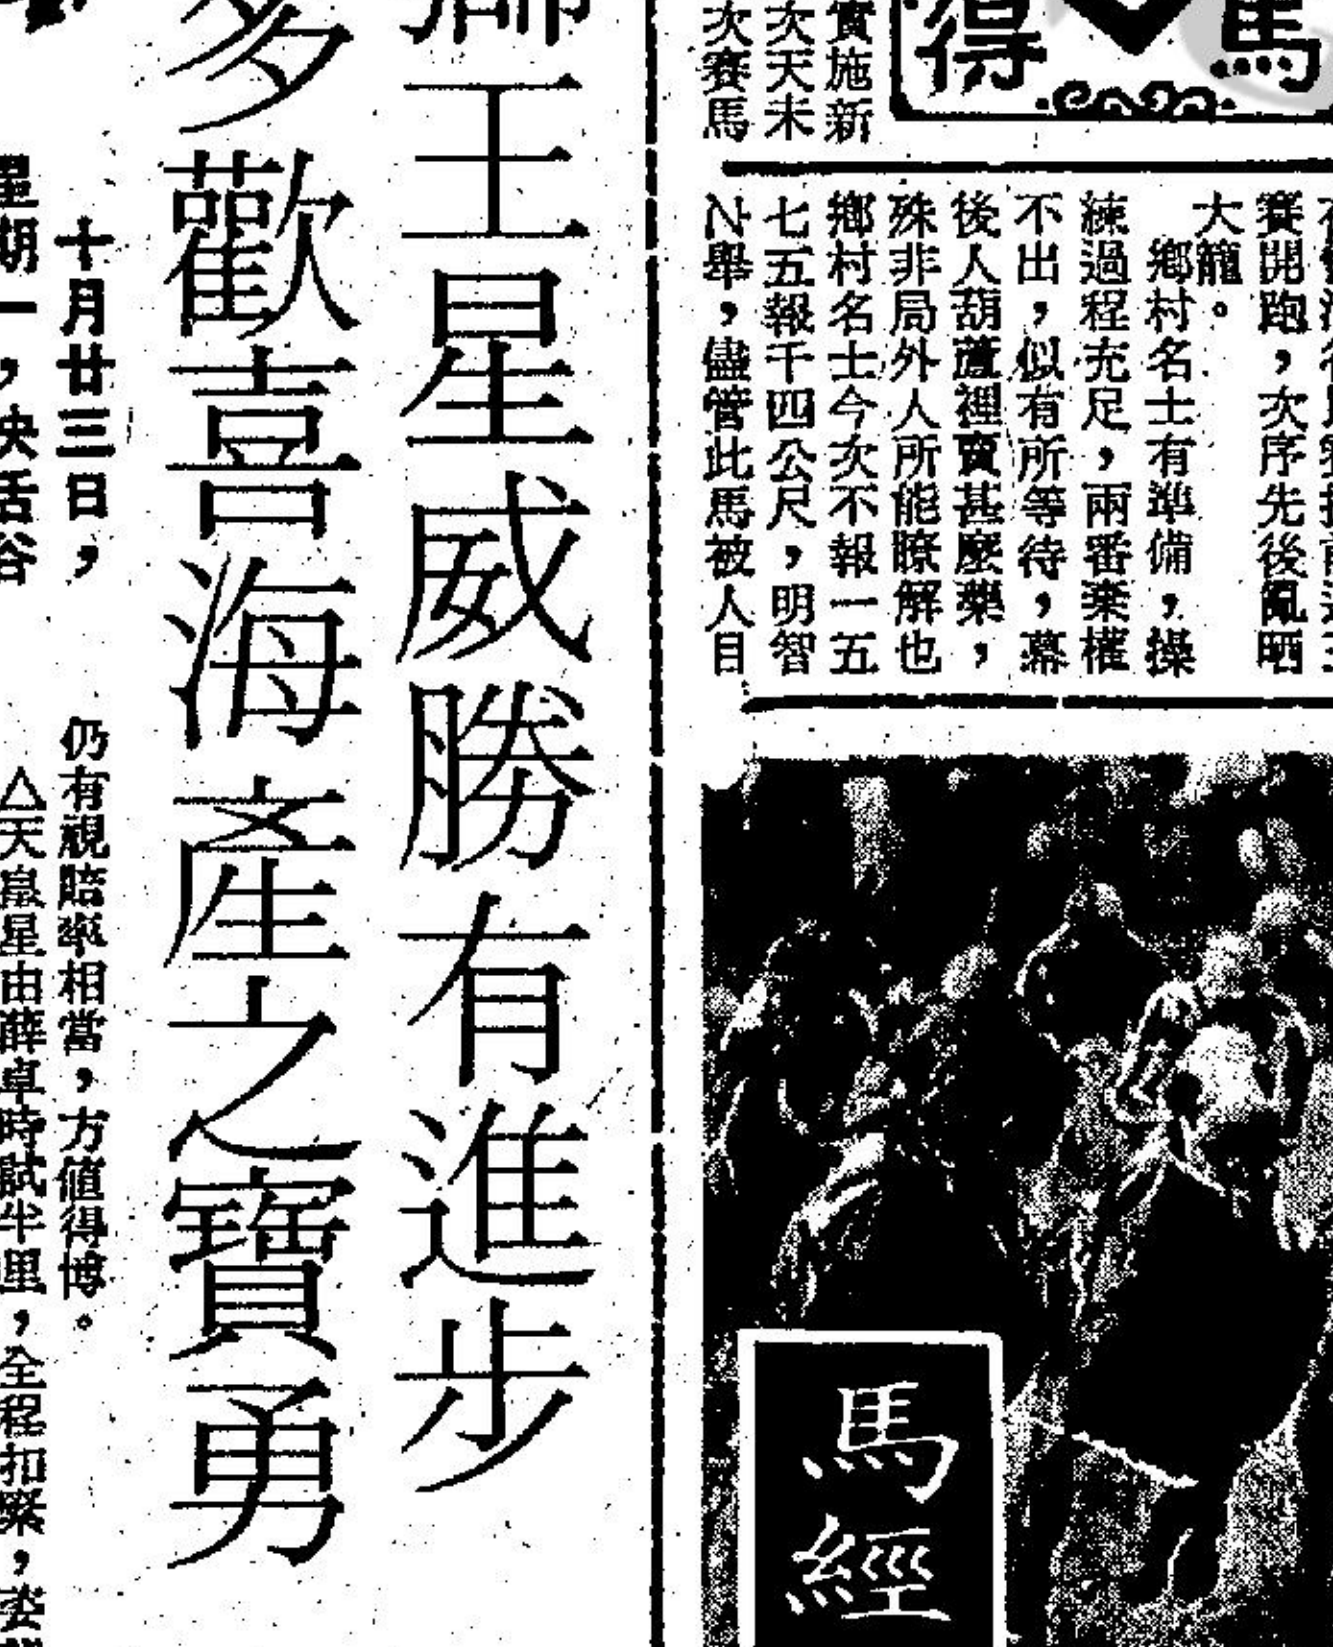 馬
得
實施新
次天未
次賽馬
賽開跑，次序先後亂晒
大籠。
鄉村名士有準備，操
練過程充足，兩番棄權
不出，似有所等待，幕
後人葫蘆裡賣甚麼藥，
殊非局外人所能瞭解也
鄉村名士今次不報一五
七五報千四公尺，明智
之舉，儘管此馬被人目
馬經
獅王星威勝有進步
多歡喜海產之寶勇
十月廿三日，
星期一，快活谷
仍有視賠率相當，方值得博。
△天皇星由薛卓時試半里，全程扣緊，